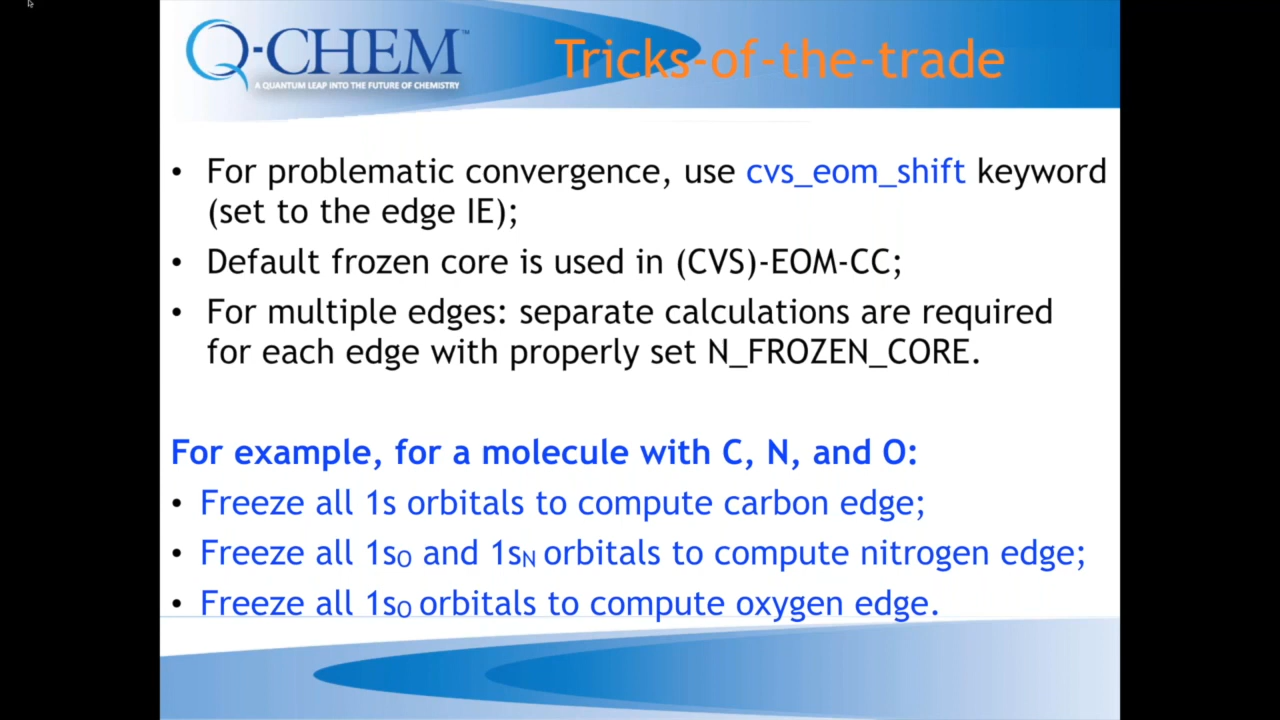 Q-CHEM™
A QUANTUM LEAP INTO THE FUTURE OF CHEMISTRY
Tricks-of-the-trade
• For problematic convergence, use cvs_eom_shift keyword
(set to the edge IE);
• Default frozen core is used in (CVS)-EOM-CC;
• For multiple edges: separate calculations are required
for each edge with properly set N_FROZEN_CORE.
For example, for a molecule with C, N, and O:
• Freeze all 1s orbitals to compute carbon edge;
• Freeze all 1sO and 1sN orbitals to compute nitrogen edge;
• Freeze all 1sO orbitals to compute oxygen edge.